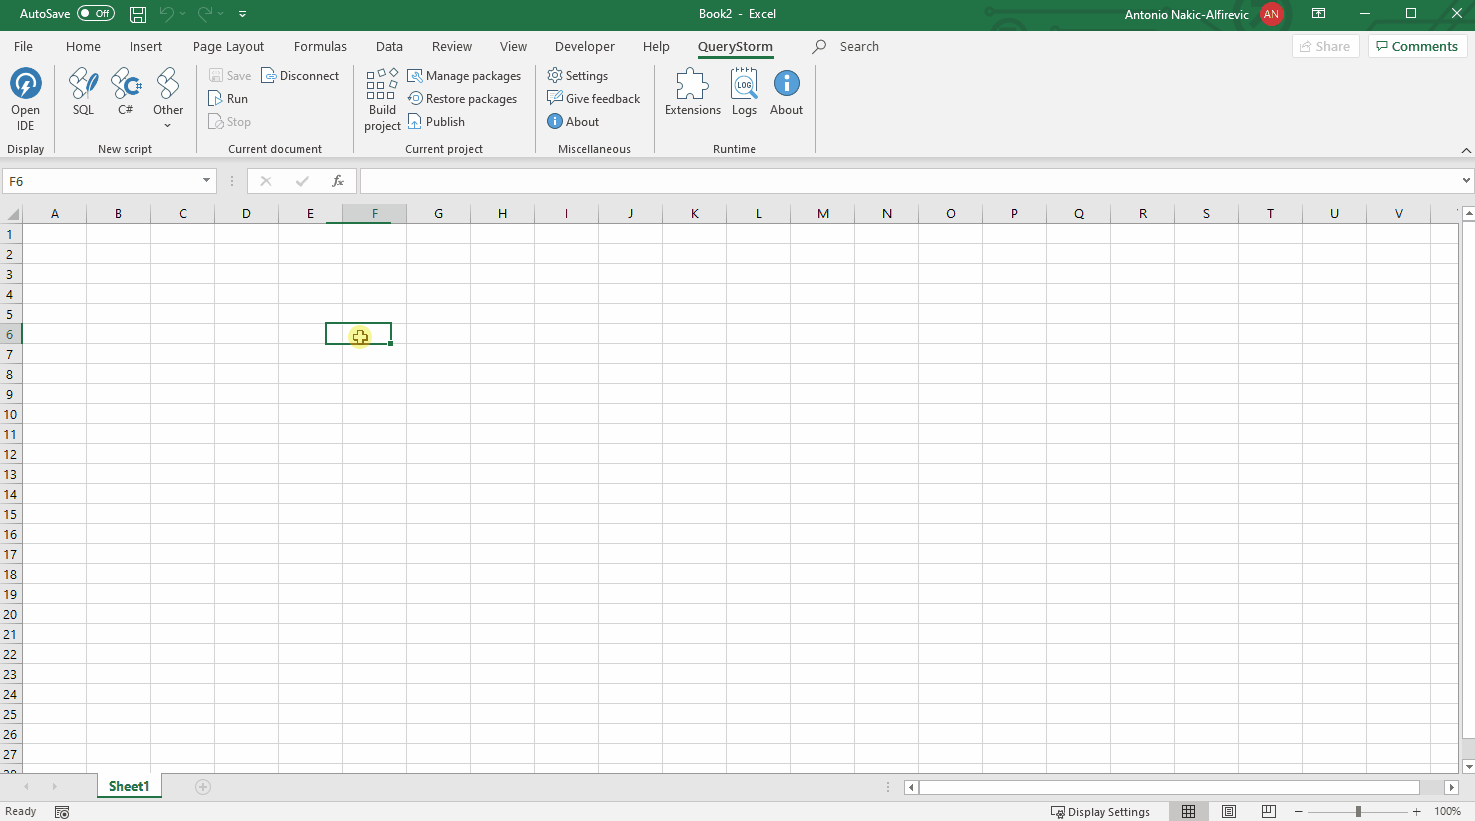 AutoSave Off Book2 - Excel Antonio Nakic-Alfirevic AN
File Home Insert Page Layout Formulas Data Review View Developer Help QueryStorm Search Share Comments
Open IDE
Display
SQL C# Other
New script
Save Disconnect
Run
Stop
Current document
Build project
Manage packages
Restore packages
Publish
Current project
Settings
Give feedback
About
Miscellaneous
Extensions LOG Logs i About
Runtime
F6 fx
A B C D E F G H I J K L M N O P Q R S T U V
1
2
3
4
5
6
7
8
9
10
11
12
13
14
15
16
17
18
19
20
21
22
23
24
25
26
27
28
Sheet1
Ready Display Settings 100%